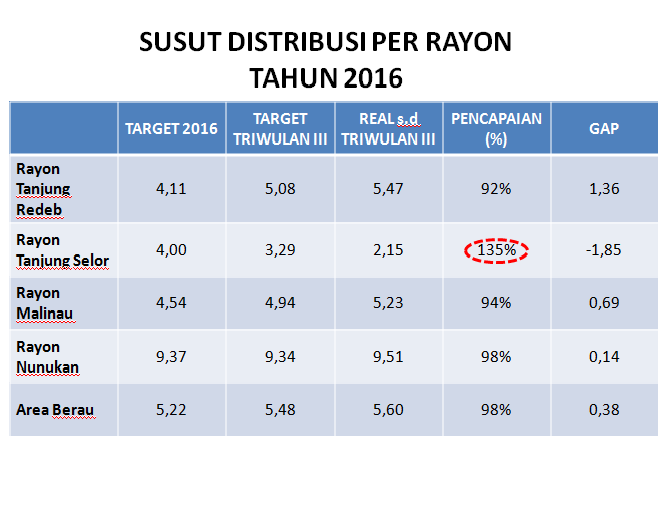 SUSUT DISTRIBUSI PER RAYON
TAHUN 2016
TARGET 2016
TARGET TRIWULAN III
REAL s.d TRIWULAN III
PENCAPAIAN (%)
GAP
Rayon Tanjung Redeb
4,11
5,08
5,47
92%
1,36
Rayon Tanjung Selor
4,00
3,29
2,15
135%
-1,85
Rayon Malinau
4,54
4,94
5,23
94%
0,69
Rayon Nunukan
9,37
9,34
9,51
98%
0,14
Area Berau
5,22
5,48
5,60
98%
0,38